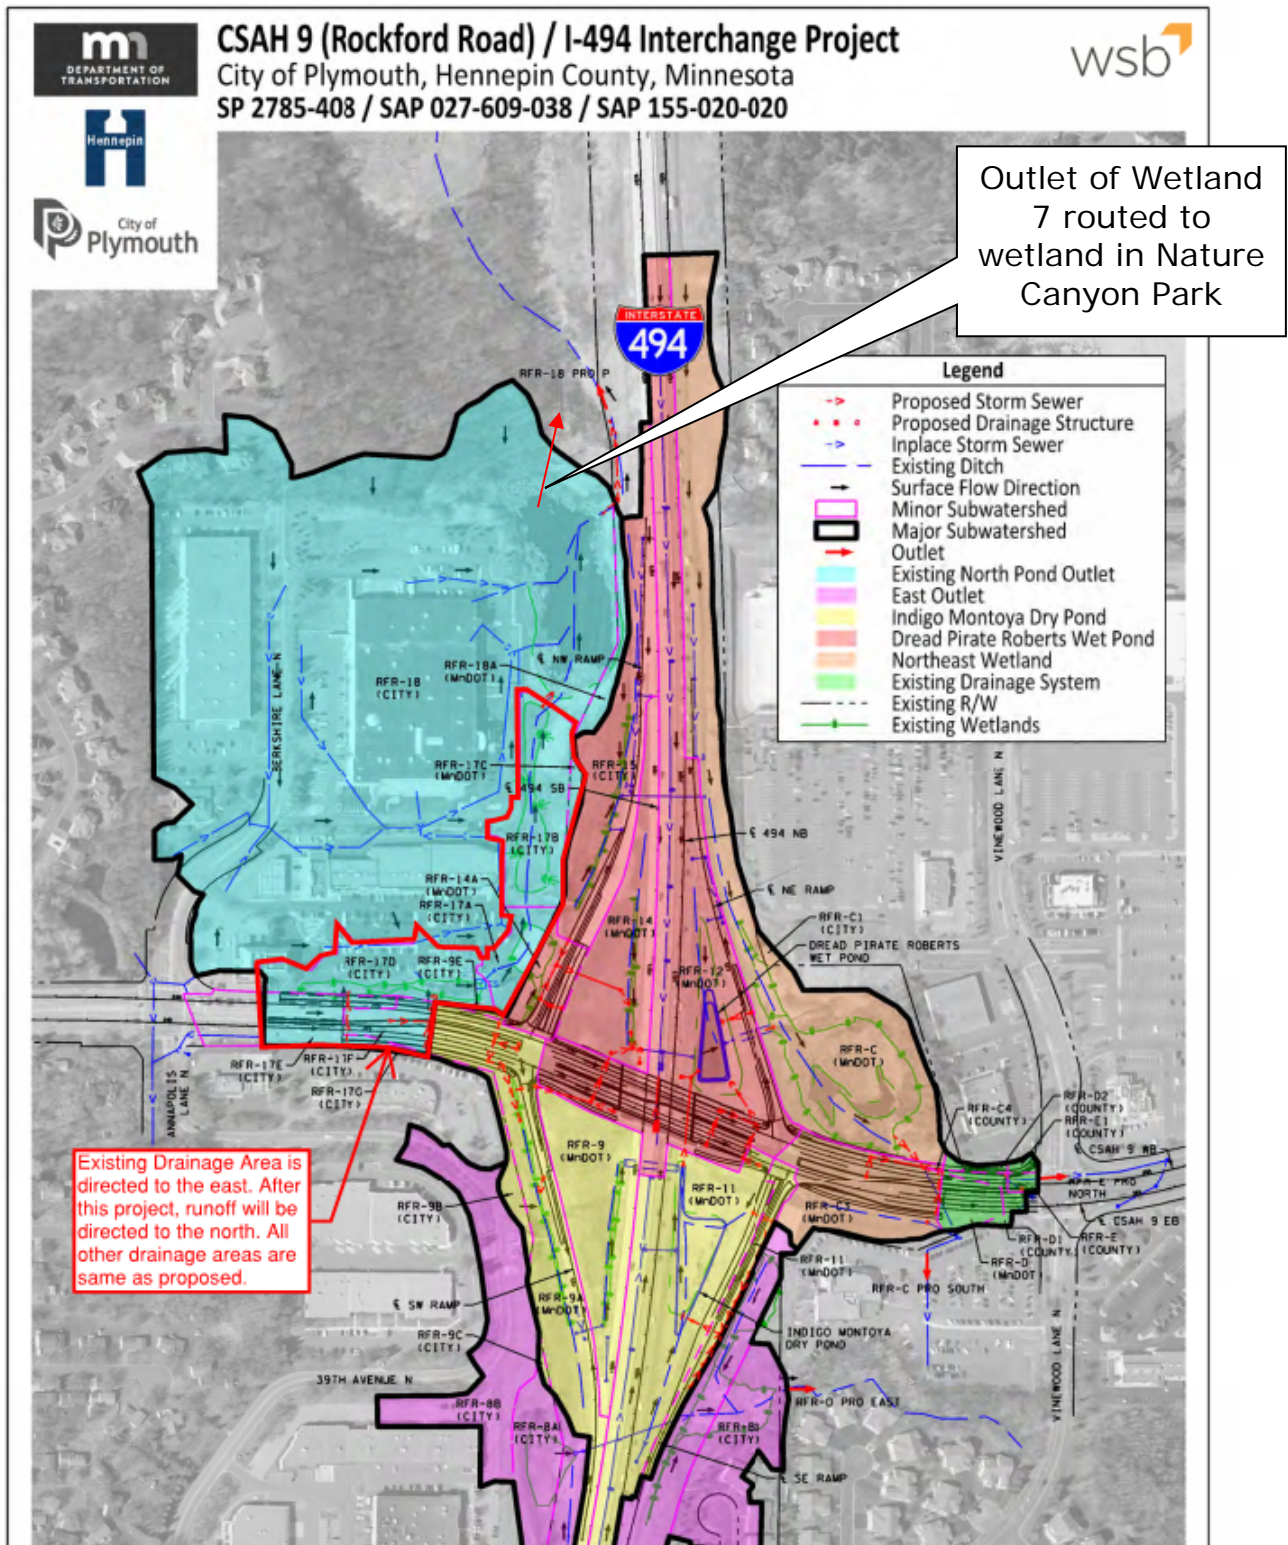 mn
DEPARTMENT OF
TRANSPORTATION
Hennepin
City of
Plymouth
CSAH 9 (Rockford Road) / I-494 Interchange Project
City of Plymouth, Hennepin County, Minnesota
SP 2785-408 / SAP 027-609-038 / SAP 155-020-020
wsb
Outlet of Wetland
7 routed to
wetland in Nature
Canyon Park
INTERSTATE
494
RFR-18 PRO P
Legend
Proposed Storm Sewer
Proposed Drainage Structure
Inplace Storm Sewer
Existing Ditch
Surface Flow Direction
Minor Subwatershed
Major Subwatershed
Outlet
Existing North Pond Outlet
East Outlet
Indigo Montoya Dry Pond
Dread Pirate Roberts Wet Pond
Northeast Wetland
Existing Drainage System
Existing R/W
Existing Wetlands
BERKSHIRE LANE N
RFR-18
(CITY)
RFR-18A
(MnDOT)
℄ NW RAMP
RFR-17C
(MnDOT)
RFR-15
(CITY)
℄ 494 SB
RFR-17B
(CITY)
℄ 494 NB
VINEWOOD LANE N
RFR-14A
(MnDOT)
RFR-17A
(CITY)
℄ NE RAMP
RFR-14
(MnDOT)
RFR-C1
(CITY)
DREAD PIRATE ROBERTS
WET POND
RFR-17D
(CITY)
RFR-9E
(CITY)
RFR-12
(MnDOT)
RFR-C
(MnDOT)
RFR-17E
(CITY)
RFR-17F
(CITY)
RFR-17G
(CITY)
ANNAPOLIS
LANE N
RFR-C4
(COUNTY)
RFR-D2
(COUNTY)
RFR-E1
(COUNTY)
℄ CSAH 9 WB
RFR-E PRO
NORTH
℄ CSAH 9 EB
Existing Drainage Area is
directed to the east. After
this project, runoff will be
directed to the north. All
other drainage areas are
same as proposed.
RFR-9
(MnDOT)
RFR-11
(MnDOT)
RFR-9B
(CITY)
RFR-C3
(MnDOT)
RFR-D1
(COUNTY)
RFR-E
(COUNTY)
RFR-D
(MnDOT)
RFR-11
(MnDOT)
RFR-C PRO SOUTH
RFR-9A
(MnDOT)
℄ SW RAMP
RFR-9C
(CITY)
INDIGO MONTOYA
DRY POND
VINEWOOD LANE N
39TH AVENUE N
RFR-8B
(CITY)
RFR-8A
(CITY)
RFR-O PRO EAST
(CITY)
℄ SE RAMP